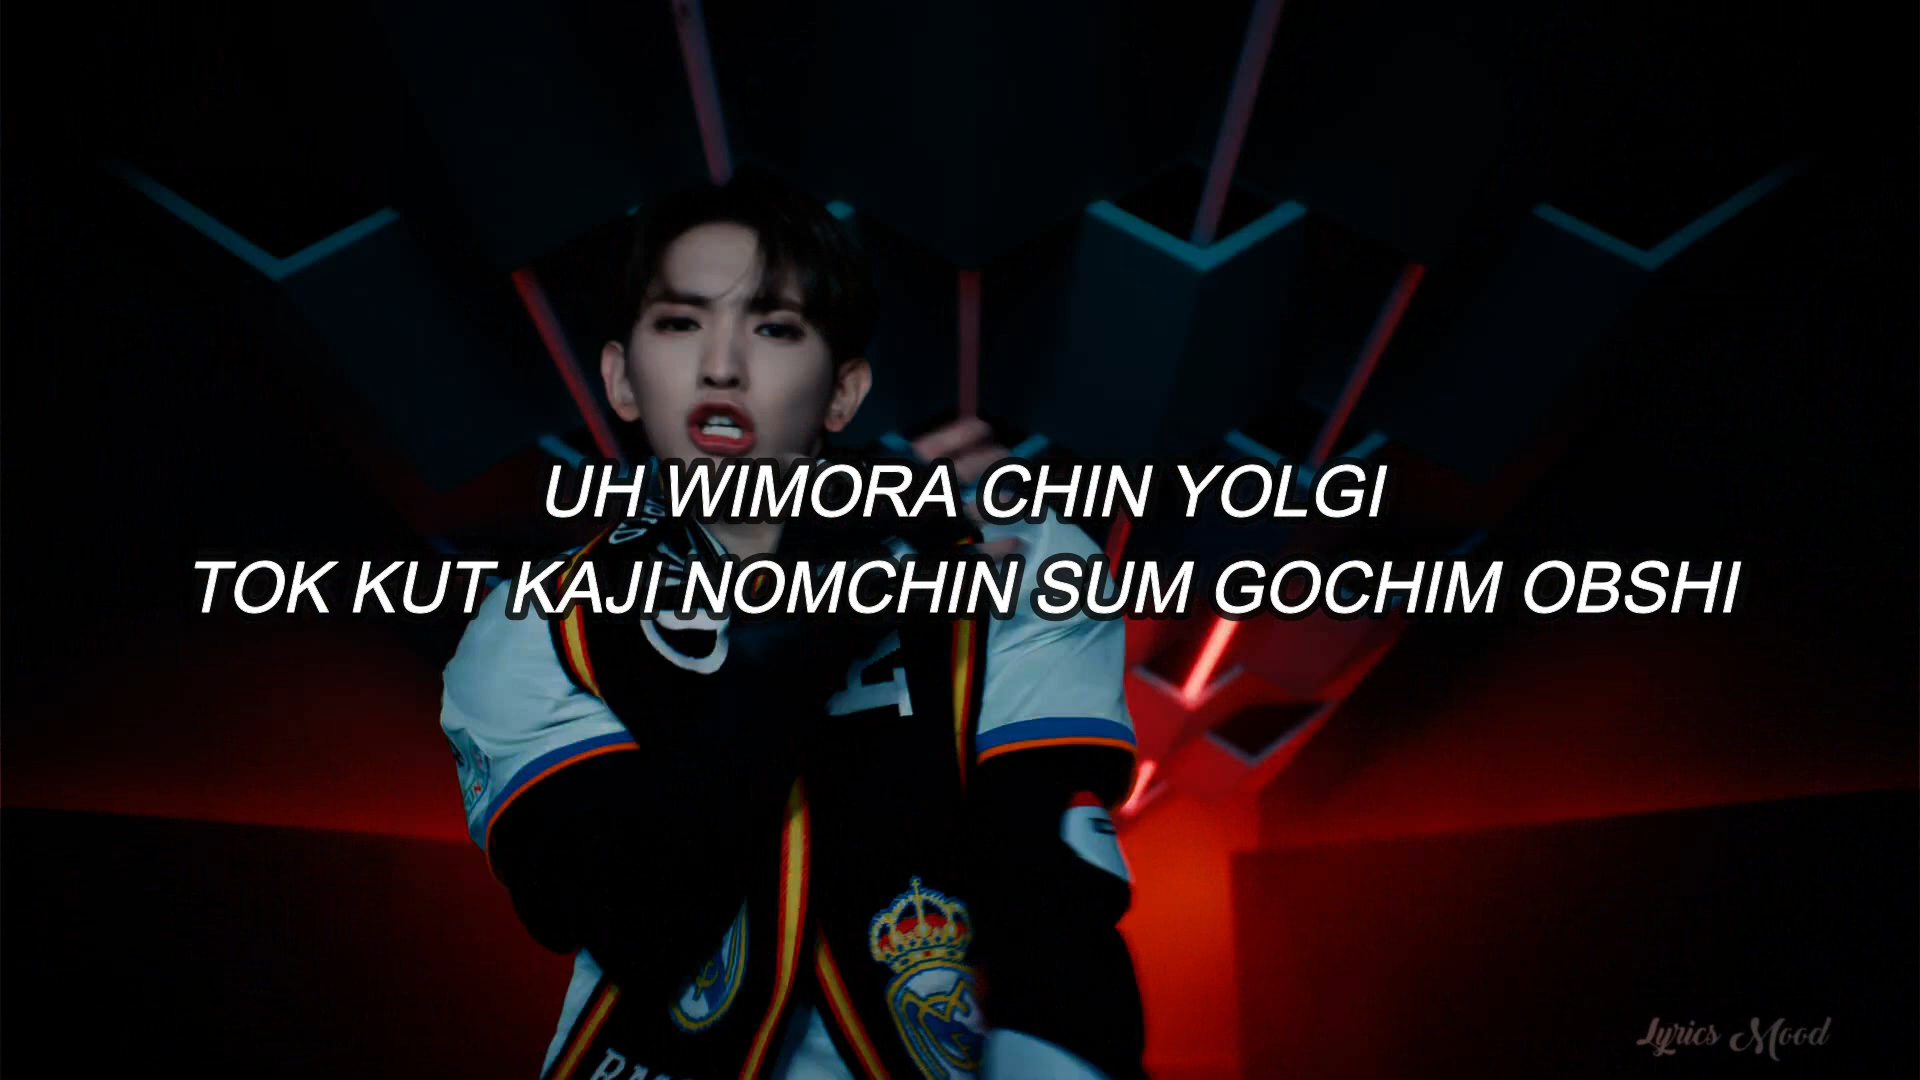 UH WIMORA CHIN YOLGI
TOK KUT KAJI NOMCHIN SUM GOCHIM OBSHI
Lyrics Mood